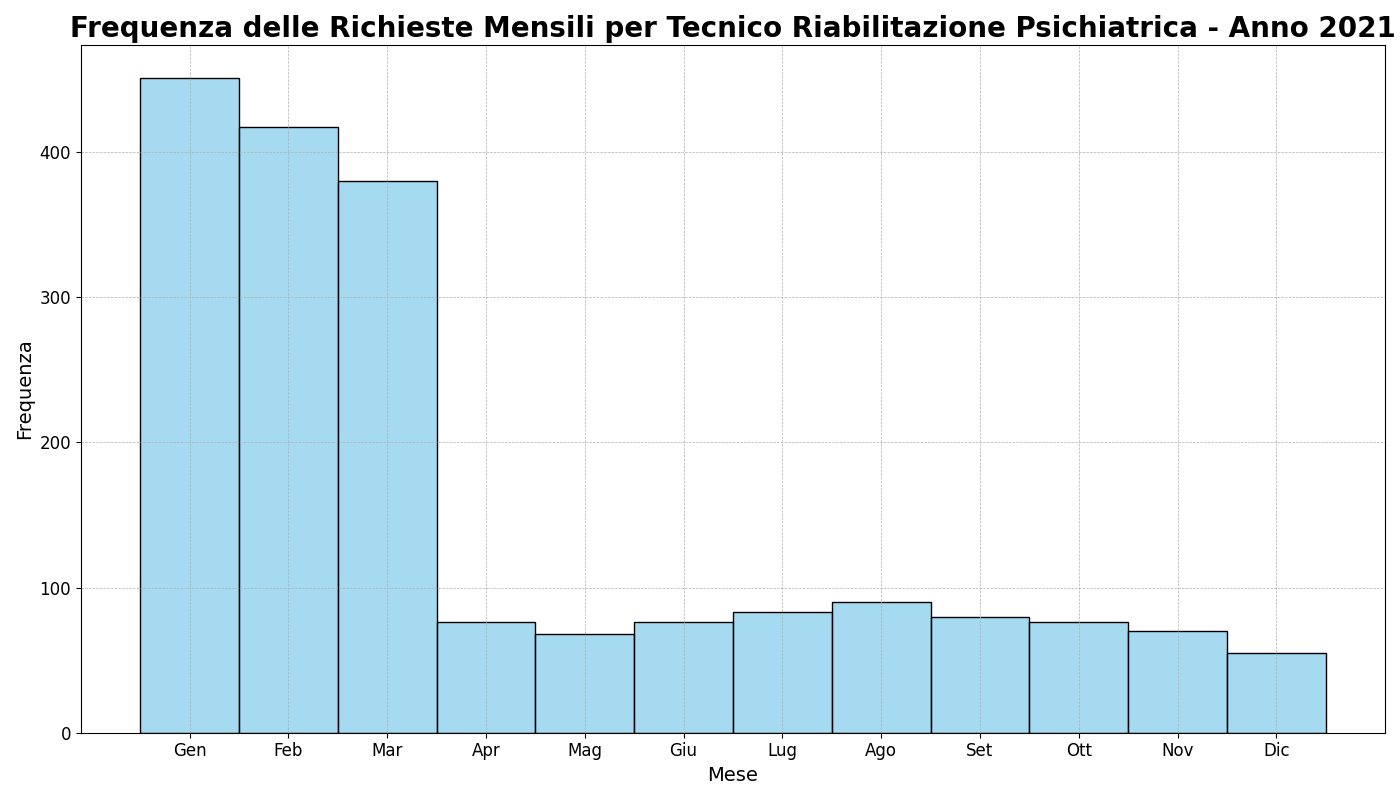 Frequenza delle Richieste Mensili per Tecnico Riabilitazione Psichiatrica - Anno 2021
Frequenza
400
300
200
100
0
Gen Feb Mar Apr Mag Giu Lug Ago Set Ott Nov Dic
Mese